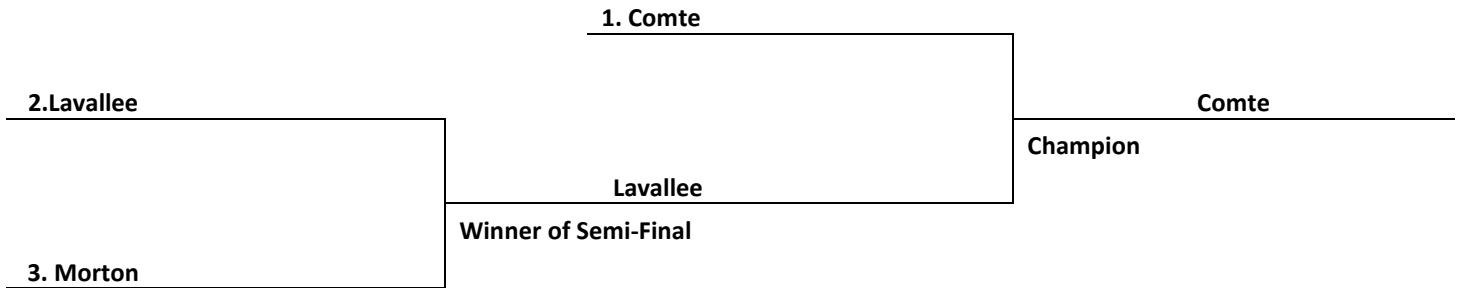 1. Comte
2.Lavallee
Comte
Champion
Lavallee
Winner of Semi-Final
3. Morton